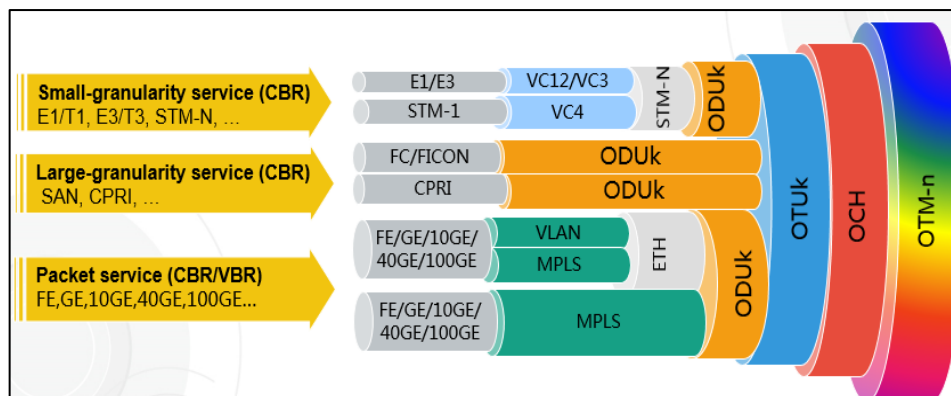 Small-granularity service (CBR)
E1/T1, E3/T3, STM-N, ...
Large-granularity service (CBR)
SAN, CPRI, ...
Packet service (CBR/VBR)
FE,GE,10GE,40GE,100GE...
E1/E3
VC12/VC3
STM-1
VC4
STM-N
ODUk
FC/FICON
ODUk
CPRI
ODUk
FE/GE/10GE/
40GE/100GE
VLAN
MPLS
ETH
FE/GE/10GE/
40GE/100GE
MPLS
ODUk
OTUk
OCH
OTM-n